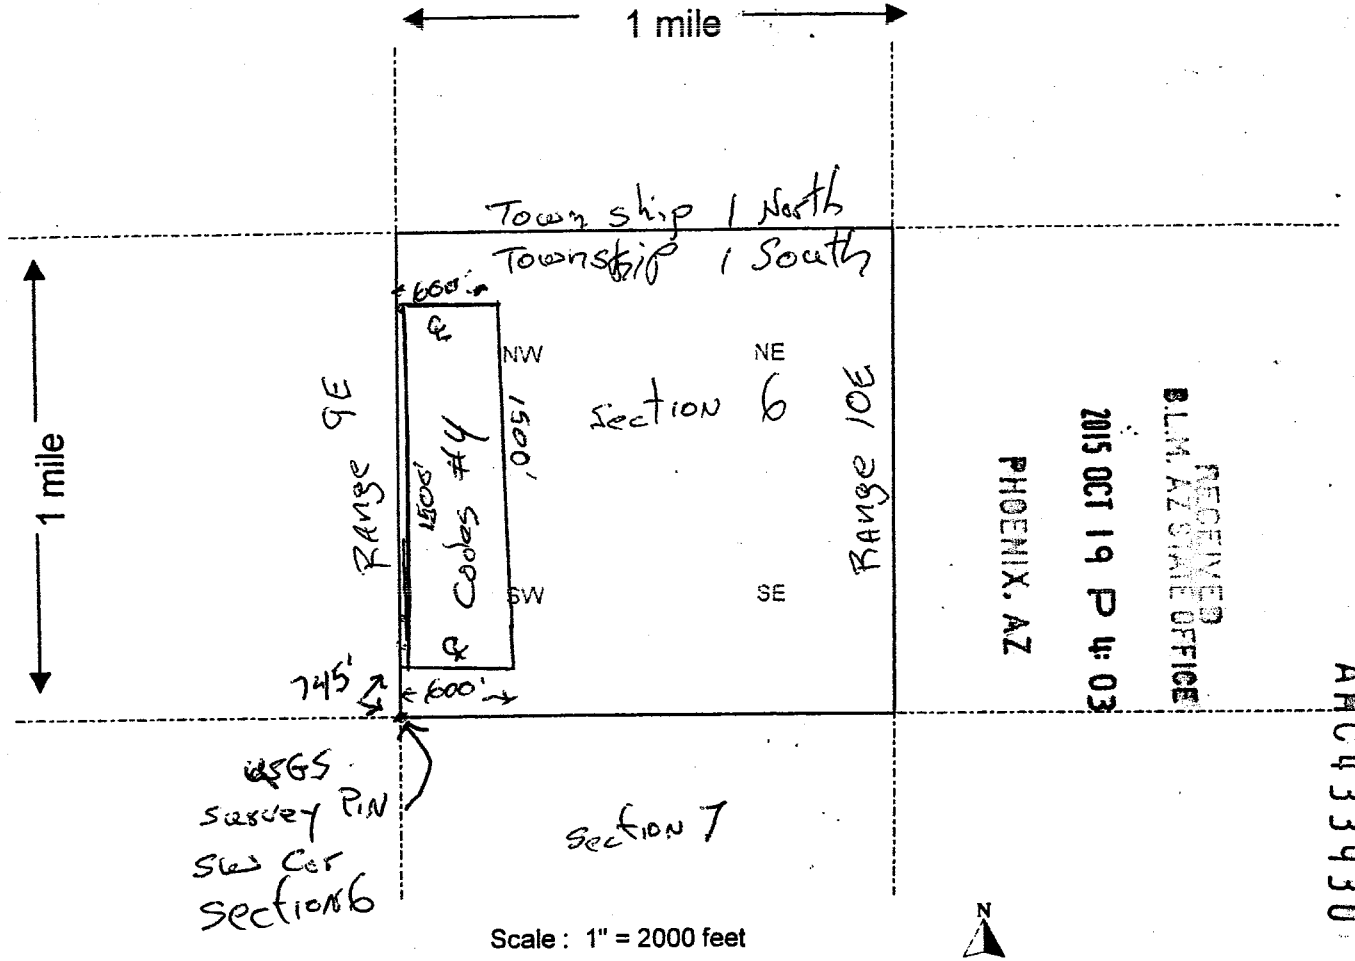 1 mile
Township 1 North
Township 1 South
600'
NW
NE
Section 6
1500'
1500'
Codes #4
Range 9E
Range 10E
1 mile
SW
SE
745'
600'
USGS
Survey PIN
SW Cor
Section 6
Section 7
Scale : 1" = 2000 feet
N
RECEIVED
B.L.M. AZ STATE OFFICE
2015 OCT 19 P 4: 03
PHOENIX, AZ
AMC433430